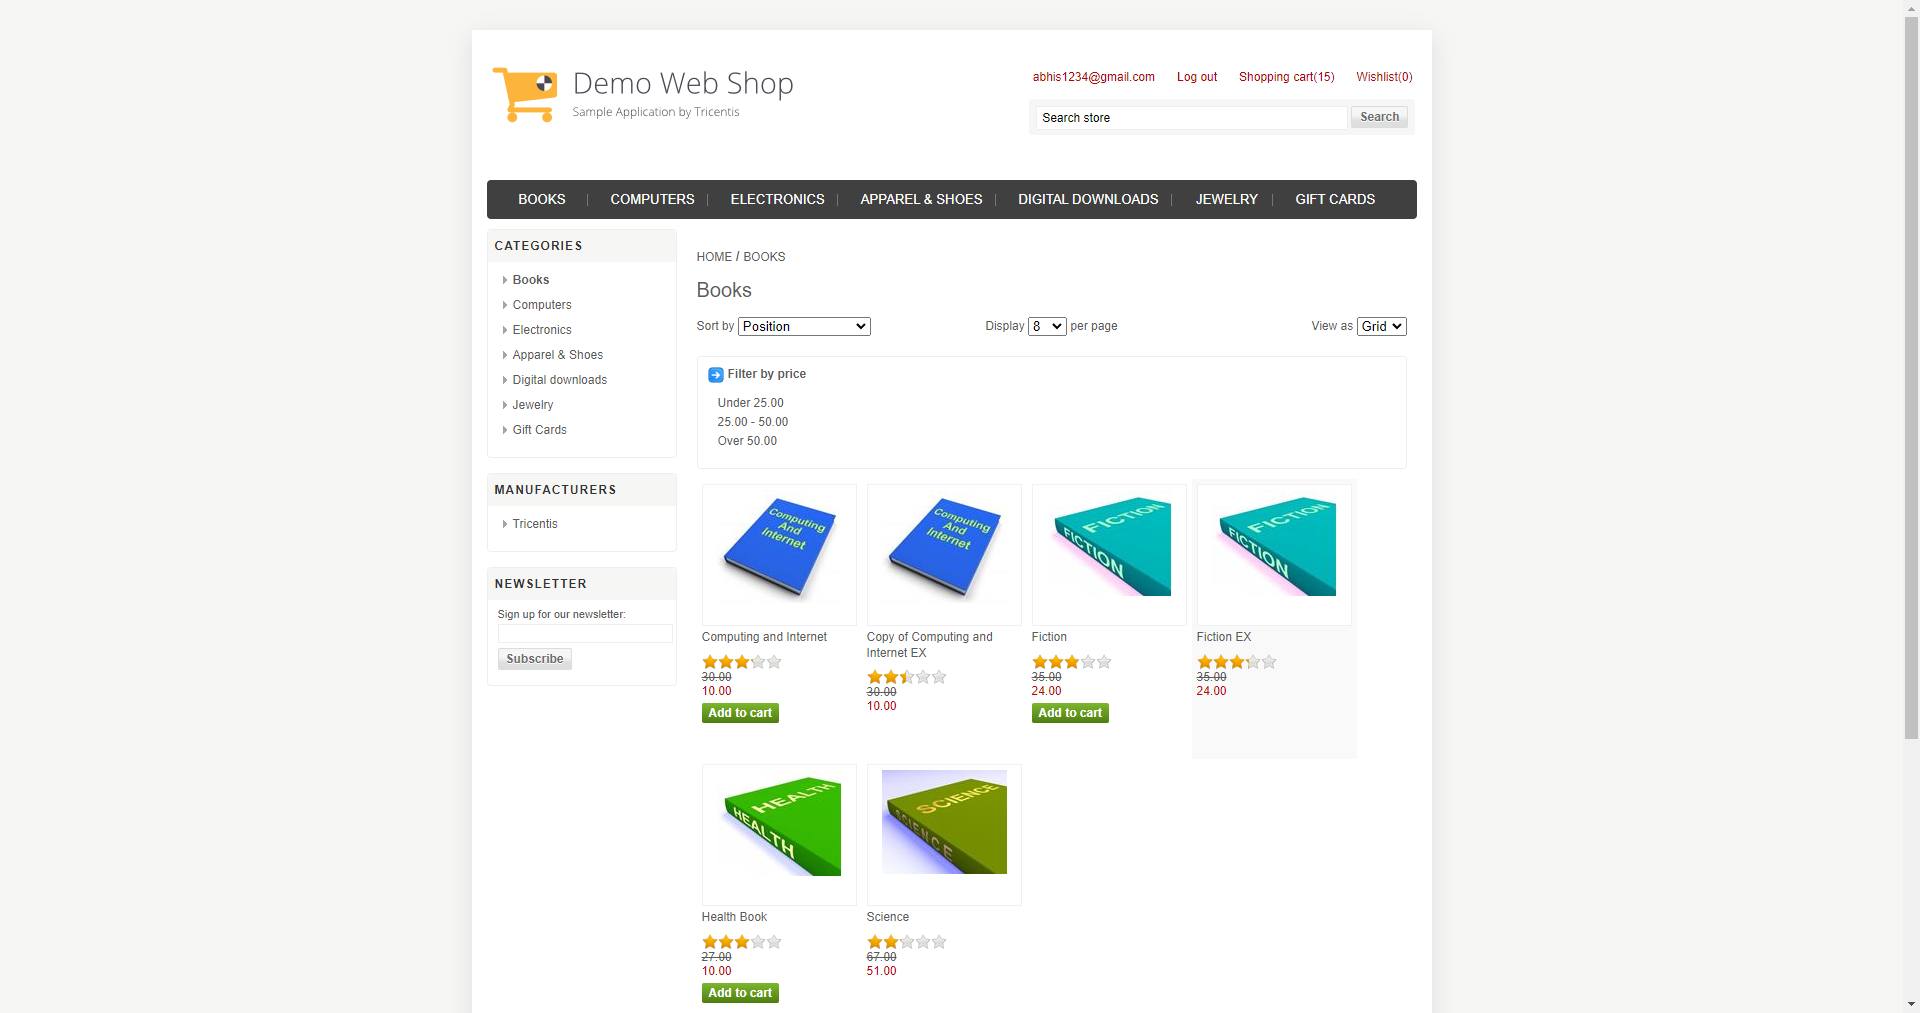 Demo Web Shop
Sample Application by Tricentis
abhis1234@gmail.com Log out Shopping cart(15) Wishlist(0)
Search store Search
BOOKS COMPUTERS ELECTRONICS APPAREL & SHOES DIGITAL DOWNLOADS JEWELRY GIFT CARDS
CATEGORIES
Books
Computers
Electronics
Apparel & Shoes
Digital downloads
Jewelry
Gift Cards
MANUFACTURERS
Tricentis
NEWSLETTER
Sign up for our newsletter:
Subscribe
HOME / BOOKS
Books
Sort by Position Display 8 per page View as Grid
Filter by price
Under 25.00
25.00 - 50.00
Over 50.00
Computing
And
Internet
Computing and Internet
30.00
10.00
Add to cart
Computing
And
Internet
Copy of Computing and
Internet EX
30.00
10.00
FICTION
FICTION
Fiction
35.00
24.00
Add to cart
FICTION
FICTION
Fiction EX
35.00
24.00
HEALTH
HEALTH
Health Book
27.00
10.00
Add to cart
SCIENCE
SCIENCE
Science
67.00
51.00